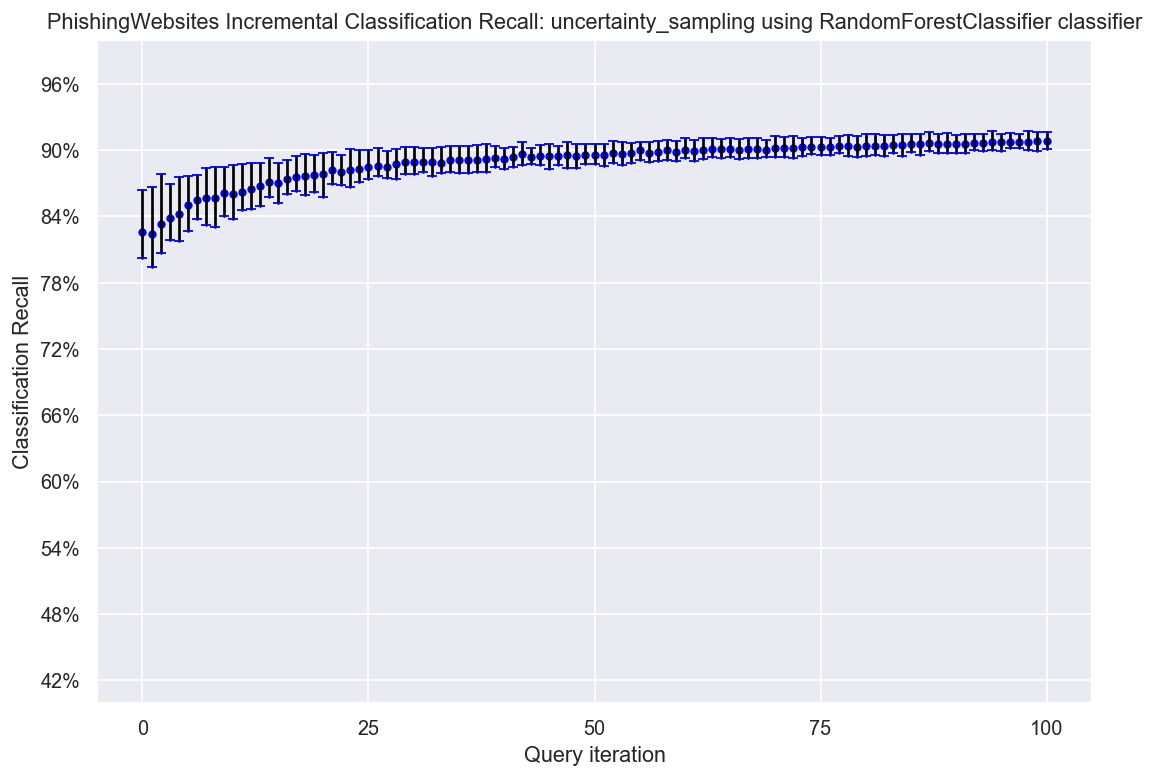 PhishingWebsites Incremental Classification Recall: uncertainty_sampling using RandomForestClassifier classifier
96%
90%
84%
78%
72%
66%
60%
54%
48%
42%
Classification Recall
0 25 50 75 100
Query iteration